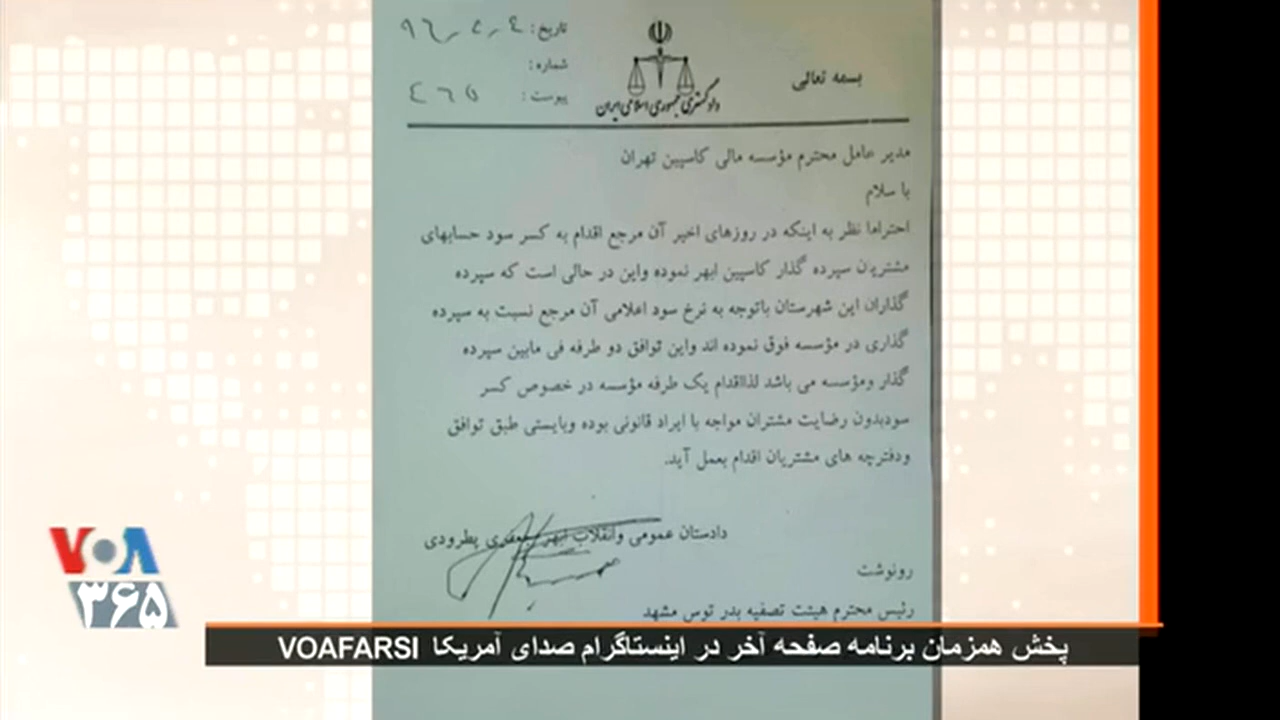 بسمه تعالی
دادگستری جمهوری اسلامی ایران
تاریخ : ۹۶,۵,۴
شماره :
پیوست : ۴۶۵
مدیر عامل محترم مؤسسه مالی کاسپین تهران
با سلام
احتراما نظر به اینکه در روزهای اخیر آن مرجع اقدام به کسر سود حسابهای
مشتریان سپرده گذار کاسپین ابهر نموده واین در حالی است که سپرده
گذاران این شهرستان باتوجه به نرخ سود اعلامی آن مرجع نسبت به سپرده
گذاری در مؤسسه فوق نموده اند واین توافق دو طرفه فی مابین سپرده
گذار ومؤسسه می باشد لذااقدام یک طرفه مؤسسه در خصوص کسر
سودبدون رضایت مشتران مواجه با ایراد قانونی بوده وبایستی طبق توافق
ودفترچه های مشتریان اقدام بعمل آید.
دادستان عمومی وانقلاب ابهر جعفری پطرودی
رونوشت
رئیس محترم هیئت تصفیه بدر توس مشهد
VOA
۳۶۵
پخش همزمان برنامه صفحه آخر در اینستاگرام صدای آمریکا VOAFARSI